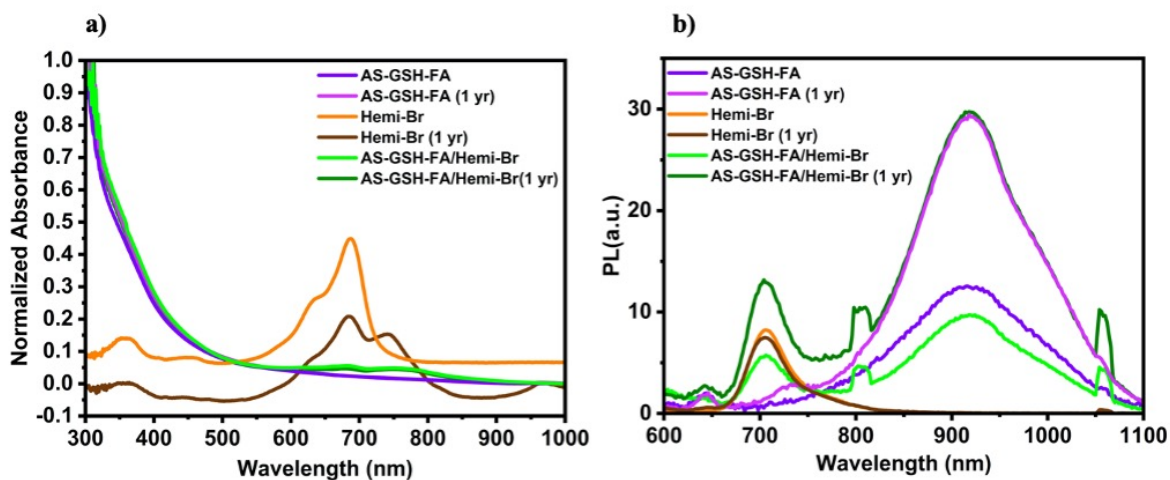 a)
1.0
0.9
0.8
0.7
0.6
0.5
0.4
0.3
0.2
0.1
0.0
-0.1
Normalized Absorbance
AS-GSH-FA
AS-GSH-FA (1 yr)
Hemi-Br
Hemi-Br (1 yr)
AS-GSH-FA/Hemi-Br
AS-GSH-FA/Hemi-Br(1 yr)
300 400 500 600 700 800 900 1000
Wavelength (nm)
b)
30
20
10
0
PL(a.u.)
AS-GSH-FA
AS-GSH-FA (1 yr)
Hemi-Br
Hemi-Br (1 yr)
AS-GSH-FA/Hemi-Br
AS-GSH-FA/Hemi-Br (1 yr)
600 700 800 900 1000 1100
Wavelength (nm)